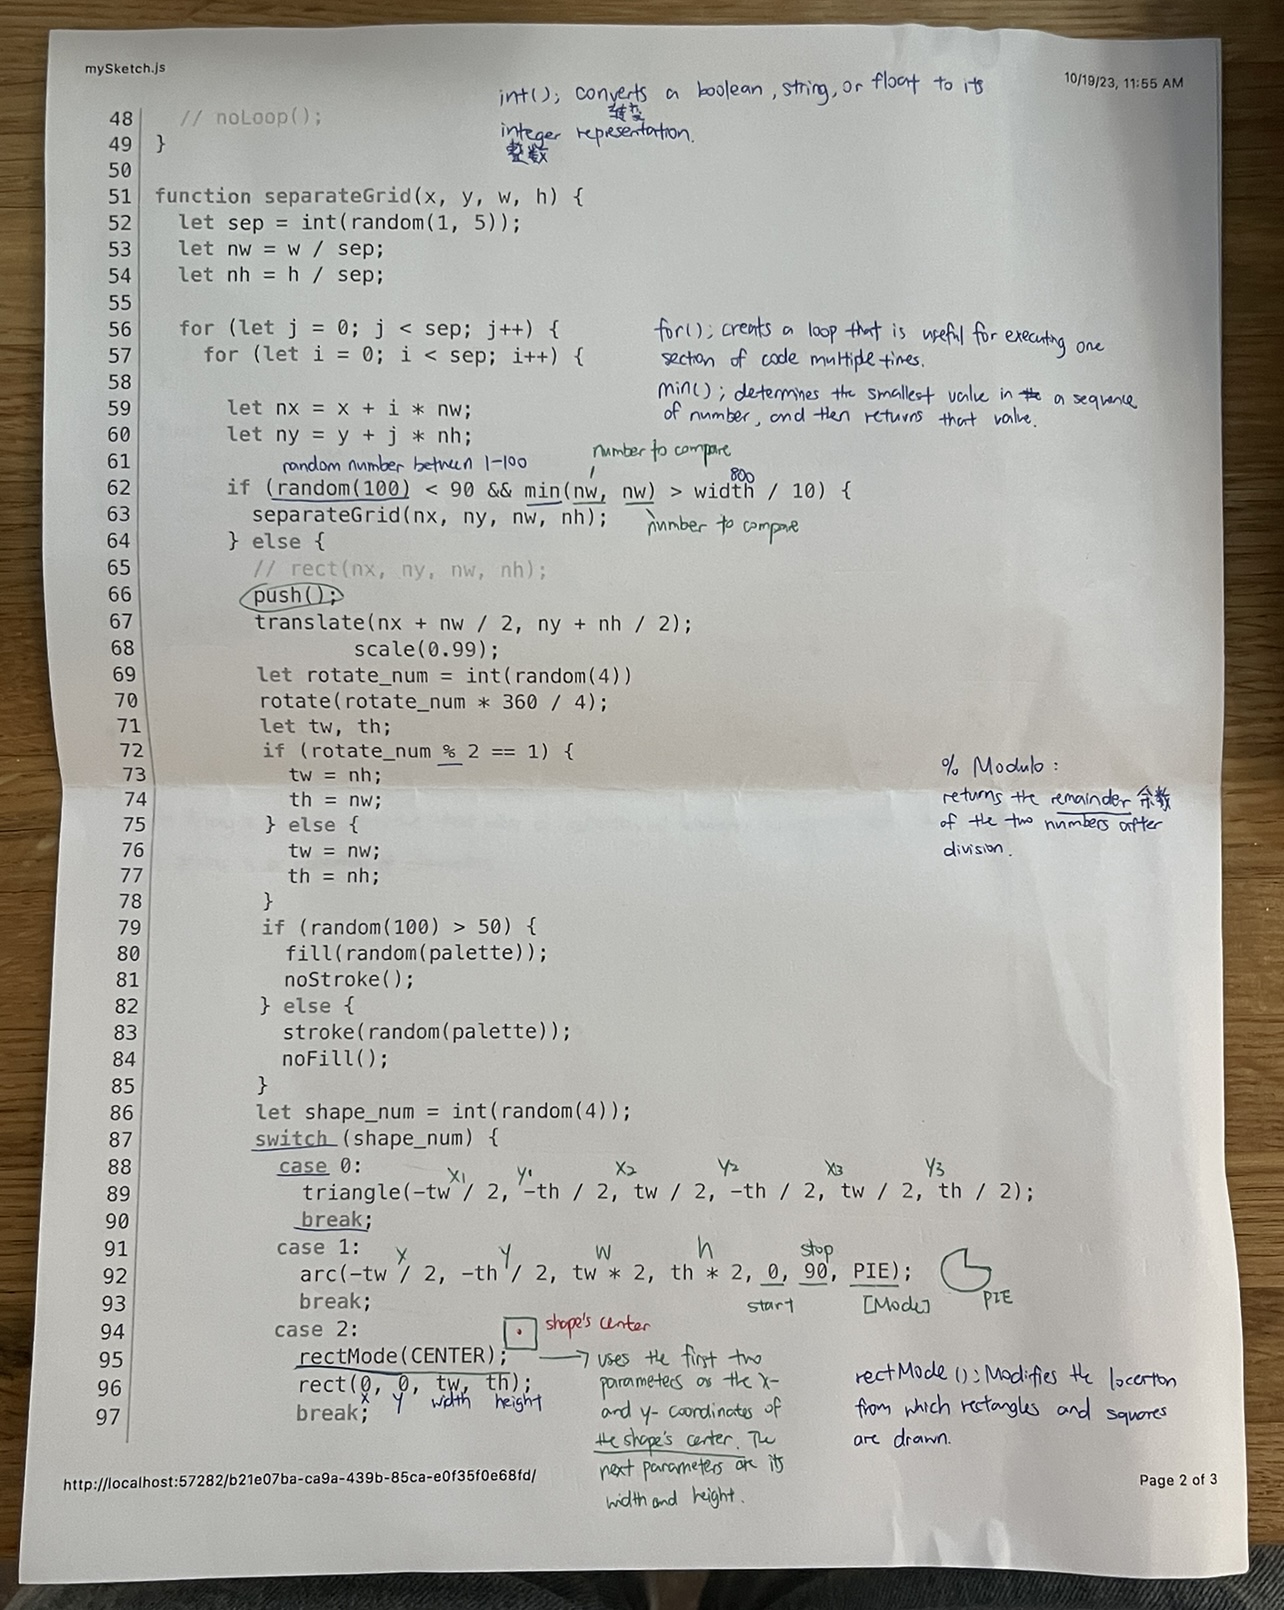 mySketch.js
10/19/23, 11:55 AM
int(); converts a boolean, string, or float to its
转变
integer representation.
整数
48 // noLoop();
49 }
50
51 function separateGrid(x, y, w, h) {
52 let sep = int(random(1, 5));
53 let nw = w / sep;
54 let nh = h / sep;
55
56 for (let j = 0; j < sep; j++) {
for(); creats a loop that is useful for executing one
57 for (let i = 0; i < sep; i++) {
section of code multiple times.
58
min(); determines the smallest value in a sequence
59 let nx = x + i * nw;
of number, and then returns that value.
60 let ny = y + j * nh;
number to compare
61
random number between 1-100
800
62 if (random(100) < 90 && min(nw, nw) > width / 10) {
63 separateGrid(nx, ny, nw, nh);
number to compare
64 } else {
65 // rect(nx, ny, nw, nh);
66 push();
67 translate(nx + nw / 2, ny + nh / 2);
68 scale(0.99);
69 let rotate_num = int(random(4))
70 rotate(rotate_num * 360 / 4);
71 let tw, th;
72 if (rotate_num % 2 == 1) {
% Modulo:
73 tw = nh;
returns the remainder 余数
74 th = nw;
of the two numbers after
75 } else {
division.
76 tw = nw;
77 th = nh;
78 }
79 if (random(100) > 50) {
80 fill(random(palette));
81 noStroke();
82 } else {
83 stroke(random(palette));
84 noFill();
85 }
86 let shape_num = int(random(4));
87 switch (shape_num) {
88 case 0:
X1 Y1 X2 Y2 X3 Y3
89 triangle(-tw / 2, -th / 2, tw / 2, -th / 2, tw / 2, th / 2);
90 break;
91 case 1:
X Y W h stop
92 arc(-tw / 2, -th / 2, tw * 2, th * 2, 0, 90, PIE);
start [Mode] PIE
93 break;
94 case 2:
shape's center
95 rectMode(CENTER);
96 rect(0, 0, tw, th);
x y width height
97 break;
uses the first two
parameters as the x-
and y- coordinates of
the shape's center. The
next parameters are its
width and height.
rectMode(): Modifies the location
from which rectangles and squares
are drawn.
http://localhost:57282/b21e07ba-ca9a-439b-85ca-e0f35f0e68fd/
Page 2 of 3